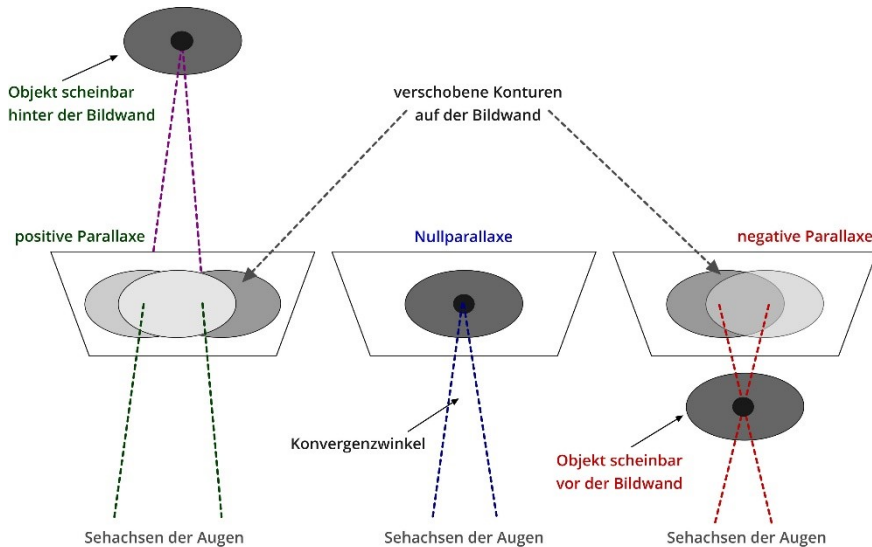 Objekt scheinbar
hinter der Bildwand
verschobene Konturen
auf der Bildwand
positive Parallaxe
Nullparallaxe
negative Parallaxe
Konvergenzwinkel
Objekt scheinbar
vor der Bildwand
Sehachsen der Augen
Sehachsen der Augen
Sehachsen der Augen